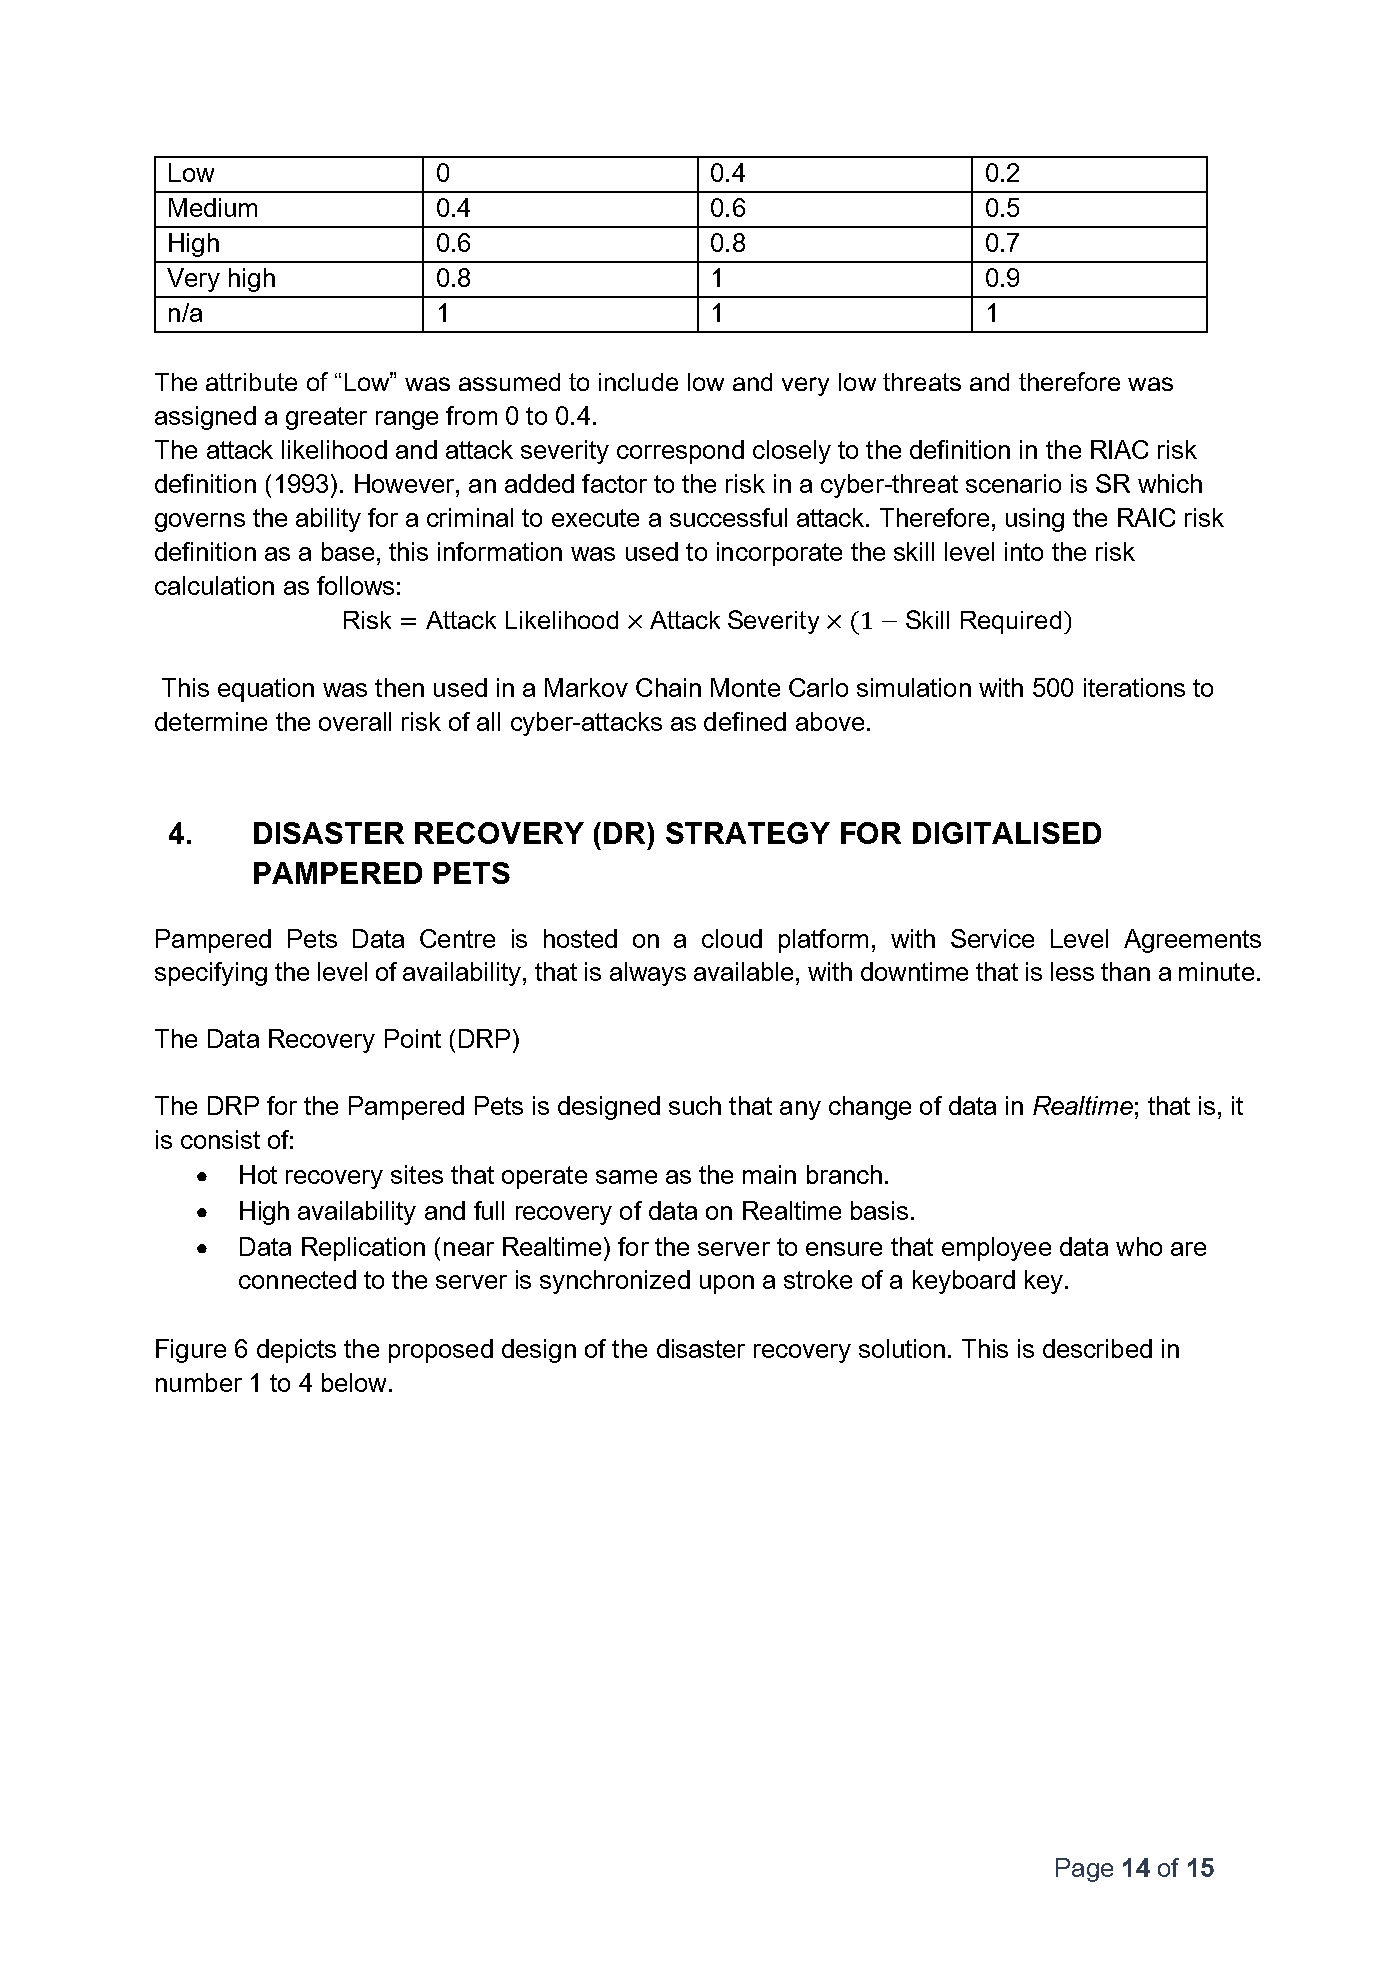 Low 0 0.4 0.2
Medium 0.4 0.6 0.5
High 0.6 0.8 0.7
Very high 0.8 1 0.9
n/a 1 1 1
The attribute of “Low” was assumed to include low and very low threats and therefore was
assigned a greater range from 0 to 0.4.
The attack likelihood and attack severity correspond closely to the definition in the RIAC risk
definition (1993). However, an added factor to the risk in a cyber-threat scenario is SR which
governs the ability for a criminal to execute a successful attack. Therefore, using the RAIC risk
definition as a base, this information was used to incorporate the skill level into the risk
calculation as follows:
Risk = Attack Likelihood × Attack Severity × (1 − Skill Required)
This equation was then used in a Markov Chain Monte Carlo simulation with 500 iterations to
determine the overall risk of all cyber-attacks as defined above.
4. DISASTER RECOVERY (DR) STRATEGY FOR DIGITALISED
PAMPERED PETS
Pampered Pets Data Centre is hosted on a cloud platform, with Service Level Agreements
specifying the level of availability, that is always available, with downtime that is less than a minute.
The Data Recovery Point (DRP)
The DRP for the Pampered Pets is designed such that any change of data in Realtime; that is, it
is consist of:
• Hot recovery sites that operate same as the main branch.
• High availability and full recovery of data on Realtime basis.
• Data Replication (near Realtime) for the server to ensure that employee data who are
connected to the server is synchronized upon a stroke of a keyboard key.
Figure 6 depicts the proposed design of the disaster recovery solution. This is described in
number 1 to 4 below.
Page 14 of 15